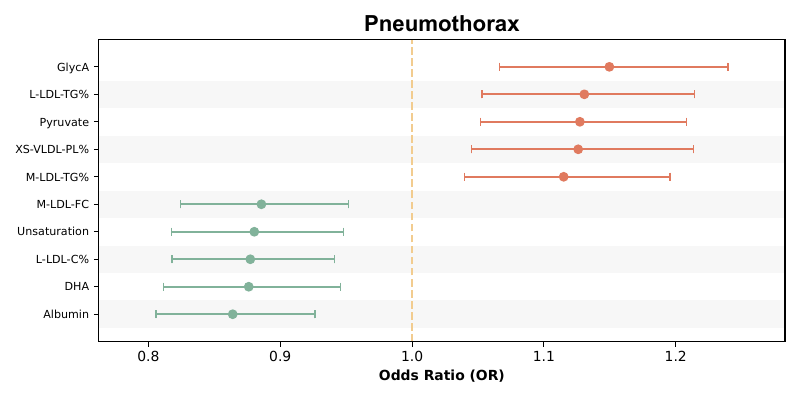 Pneumothorax
GlycA
L-LDL-TG%
Pyruvate
XS-VLDL-PL%
M-LDL-TG%
M-LDL-FC
Unsaturation
L-LDL-C%
DHA
Albumin
0.8 0.9 1.0 1.1 1.2
Odds Ratio (OR)